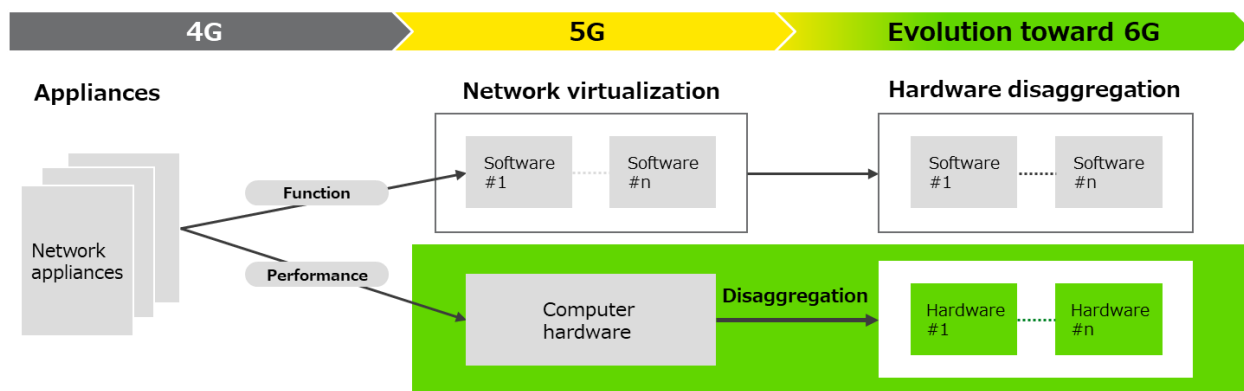 4G
5G
Evolution toward 6G
Appliances
Network virtualization
Hardware disaggregation
Software
#1
Software
#n
Software
#1
Software
#n
Function
Network
appliances
Performance
Computer
hardware
Disaggregation
Hardware
#1
Hardware
#n